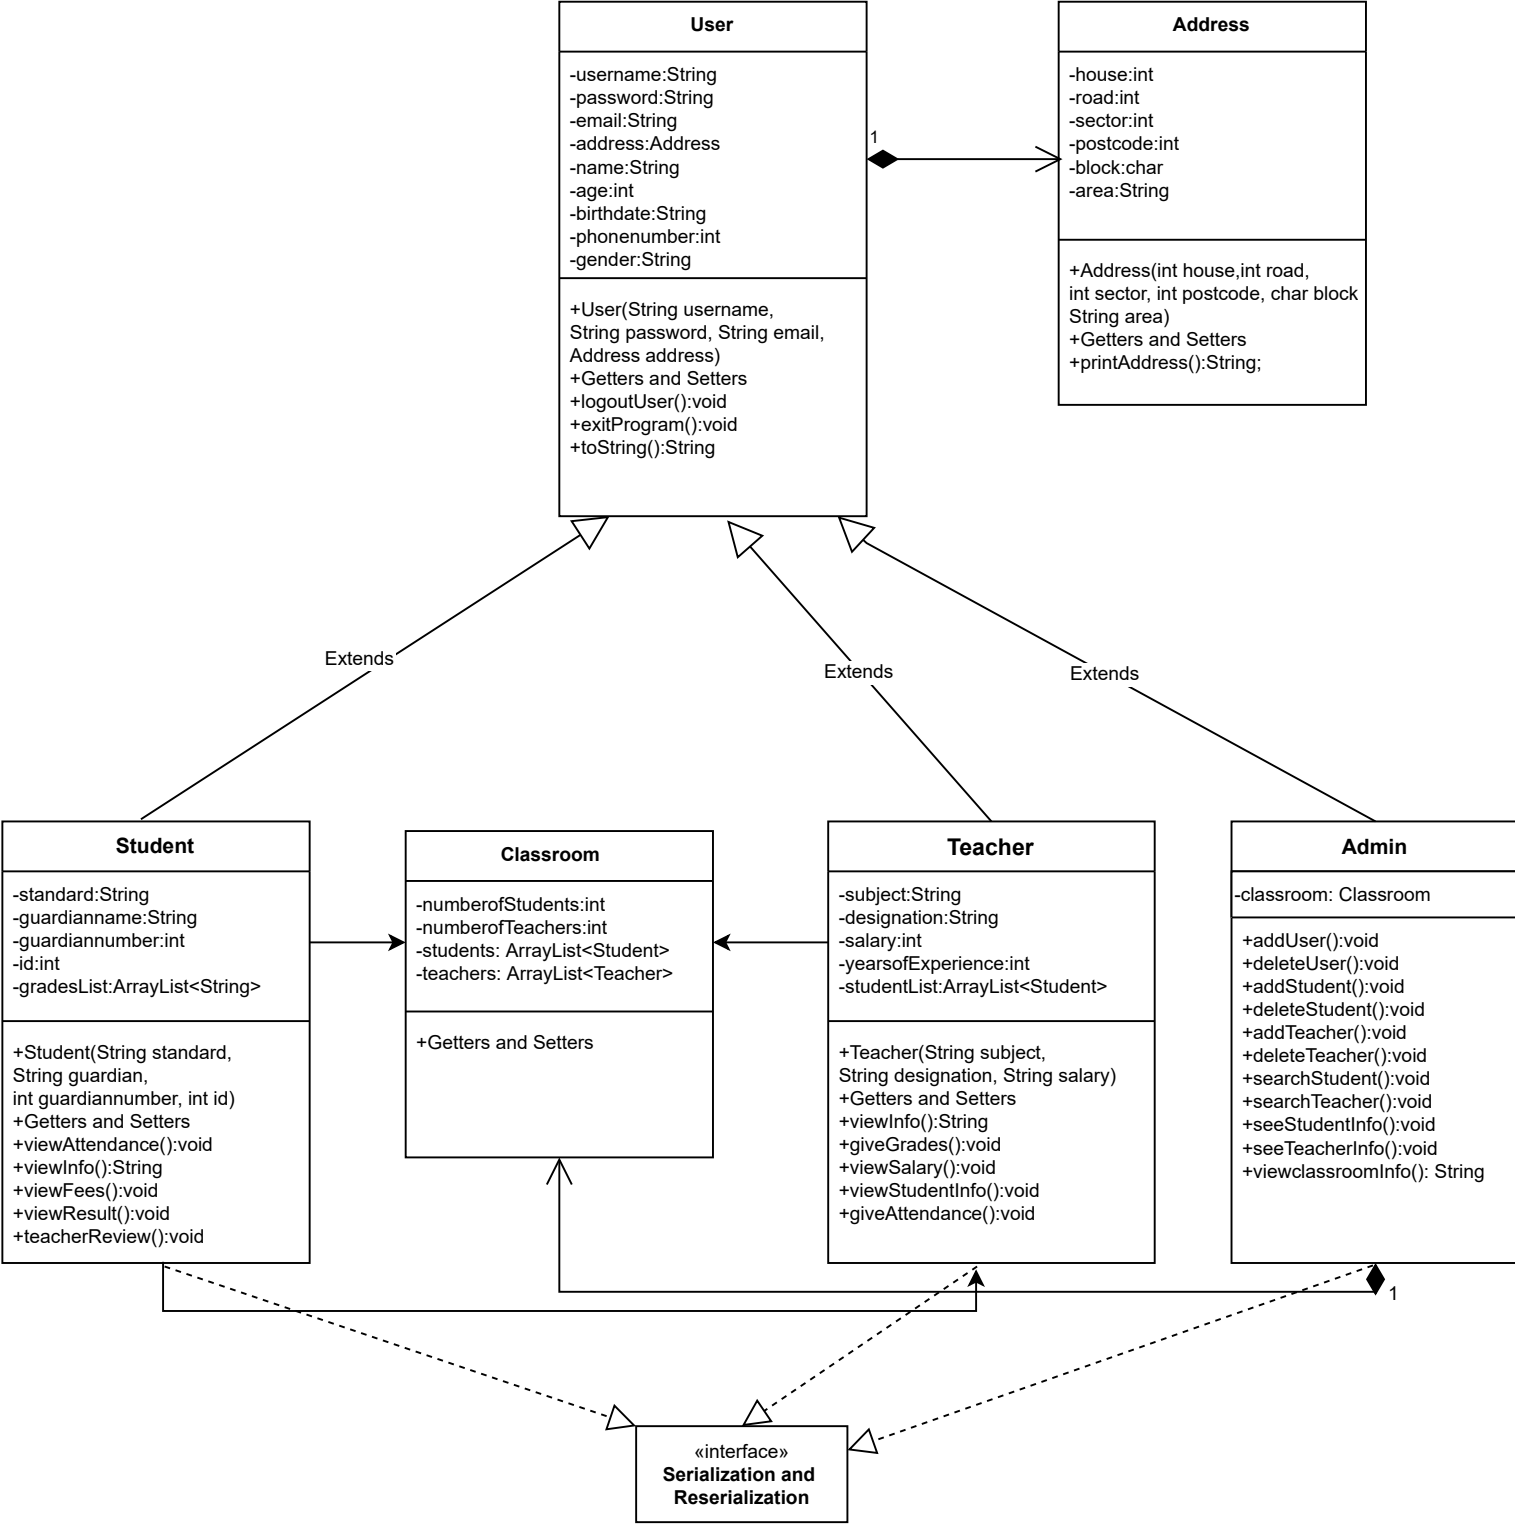 User
-username:String
-password:String
-email:String
-address:Address
-name:String
-age:int
-birthdate:String
-phonenumber:int
-gender:String
+User(String username,
String password, String email,
Address address)
+Getters and Setters
+logoutUser():void
+exitProgram():void
+toString():String
1
Address
-house:int
-road:int
-sector:int
-postcode:int
-block:char
-area:String
+Address(int house,int road,
int sector, int postcode, char block
String area)
+Getters and Setters
+printAddress():String;
Extends
Extends
Extends
Student
-standard:String
-guardianname:String
-guardiannumber:int
-id:int
-gradesList:ArrayList<String>
+Student(String standard,
String guardian,
int guardiannumber, int id)
+Getters and Setters
+viewAttendance():void
+viewInfo():String
+viewFees():void
+viewResult():void
+teacherReview():void
Classroom
-numberofStudents:int
-numberofTeachers:int
-students: ArrayList<Student>
-teachers: ArrayList<Teacher>
+Getters and Setters
Teacher
-subject:String
-designation:String
-salary:int
-yearsofExperience:int
-studentList:ArrayList<Student>
+Teacher(String subject,
String designation, String salary)
+Getters and Setters
+viewInfo():String
+giveGrades():void
+viewSalary():void
+viewStudentInfo():void
+giveAttendance():void
Admin
-classroom: Classroom
+addUser():void
+deleteUser():void
+addStudent():void
+deleteStudent():void
+addTeacher():void
+deleteTeacher():void
+searchStudent():void
+searchTeacher():void
+seeStudentInfo():void
+seeTeacherInfo():void
+viewclassroomInfo(): String
1
«interface»
Serialization and
Reserialization